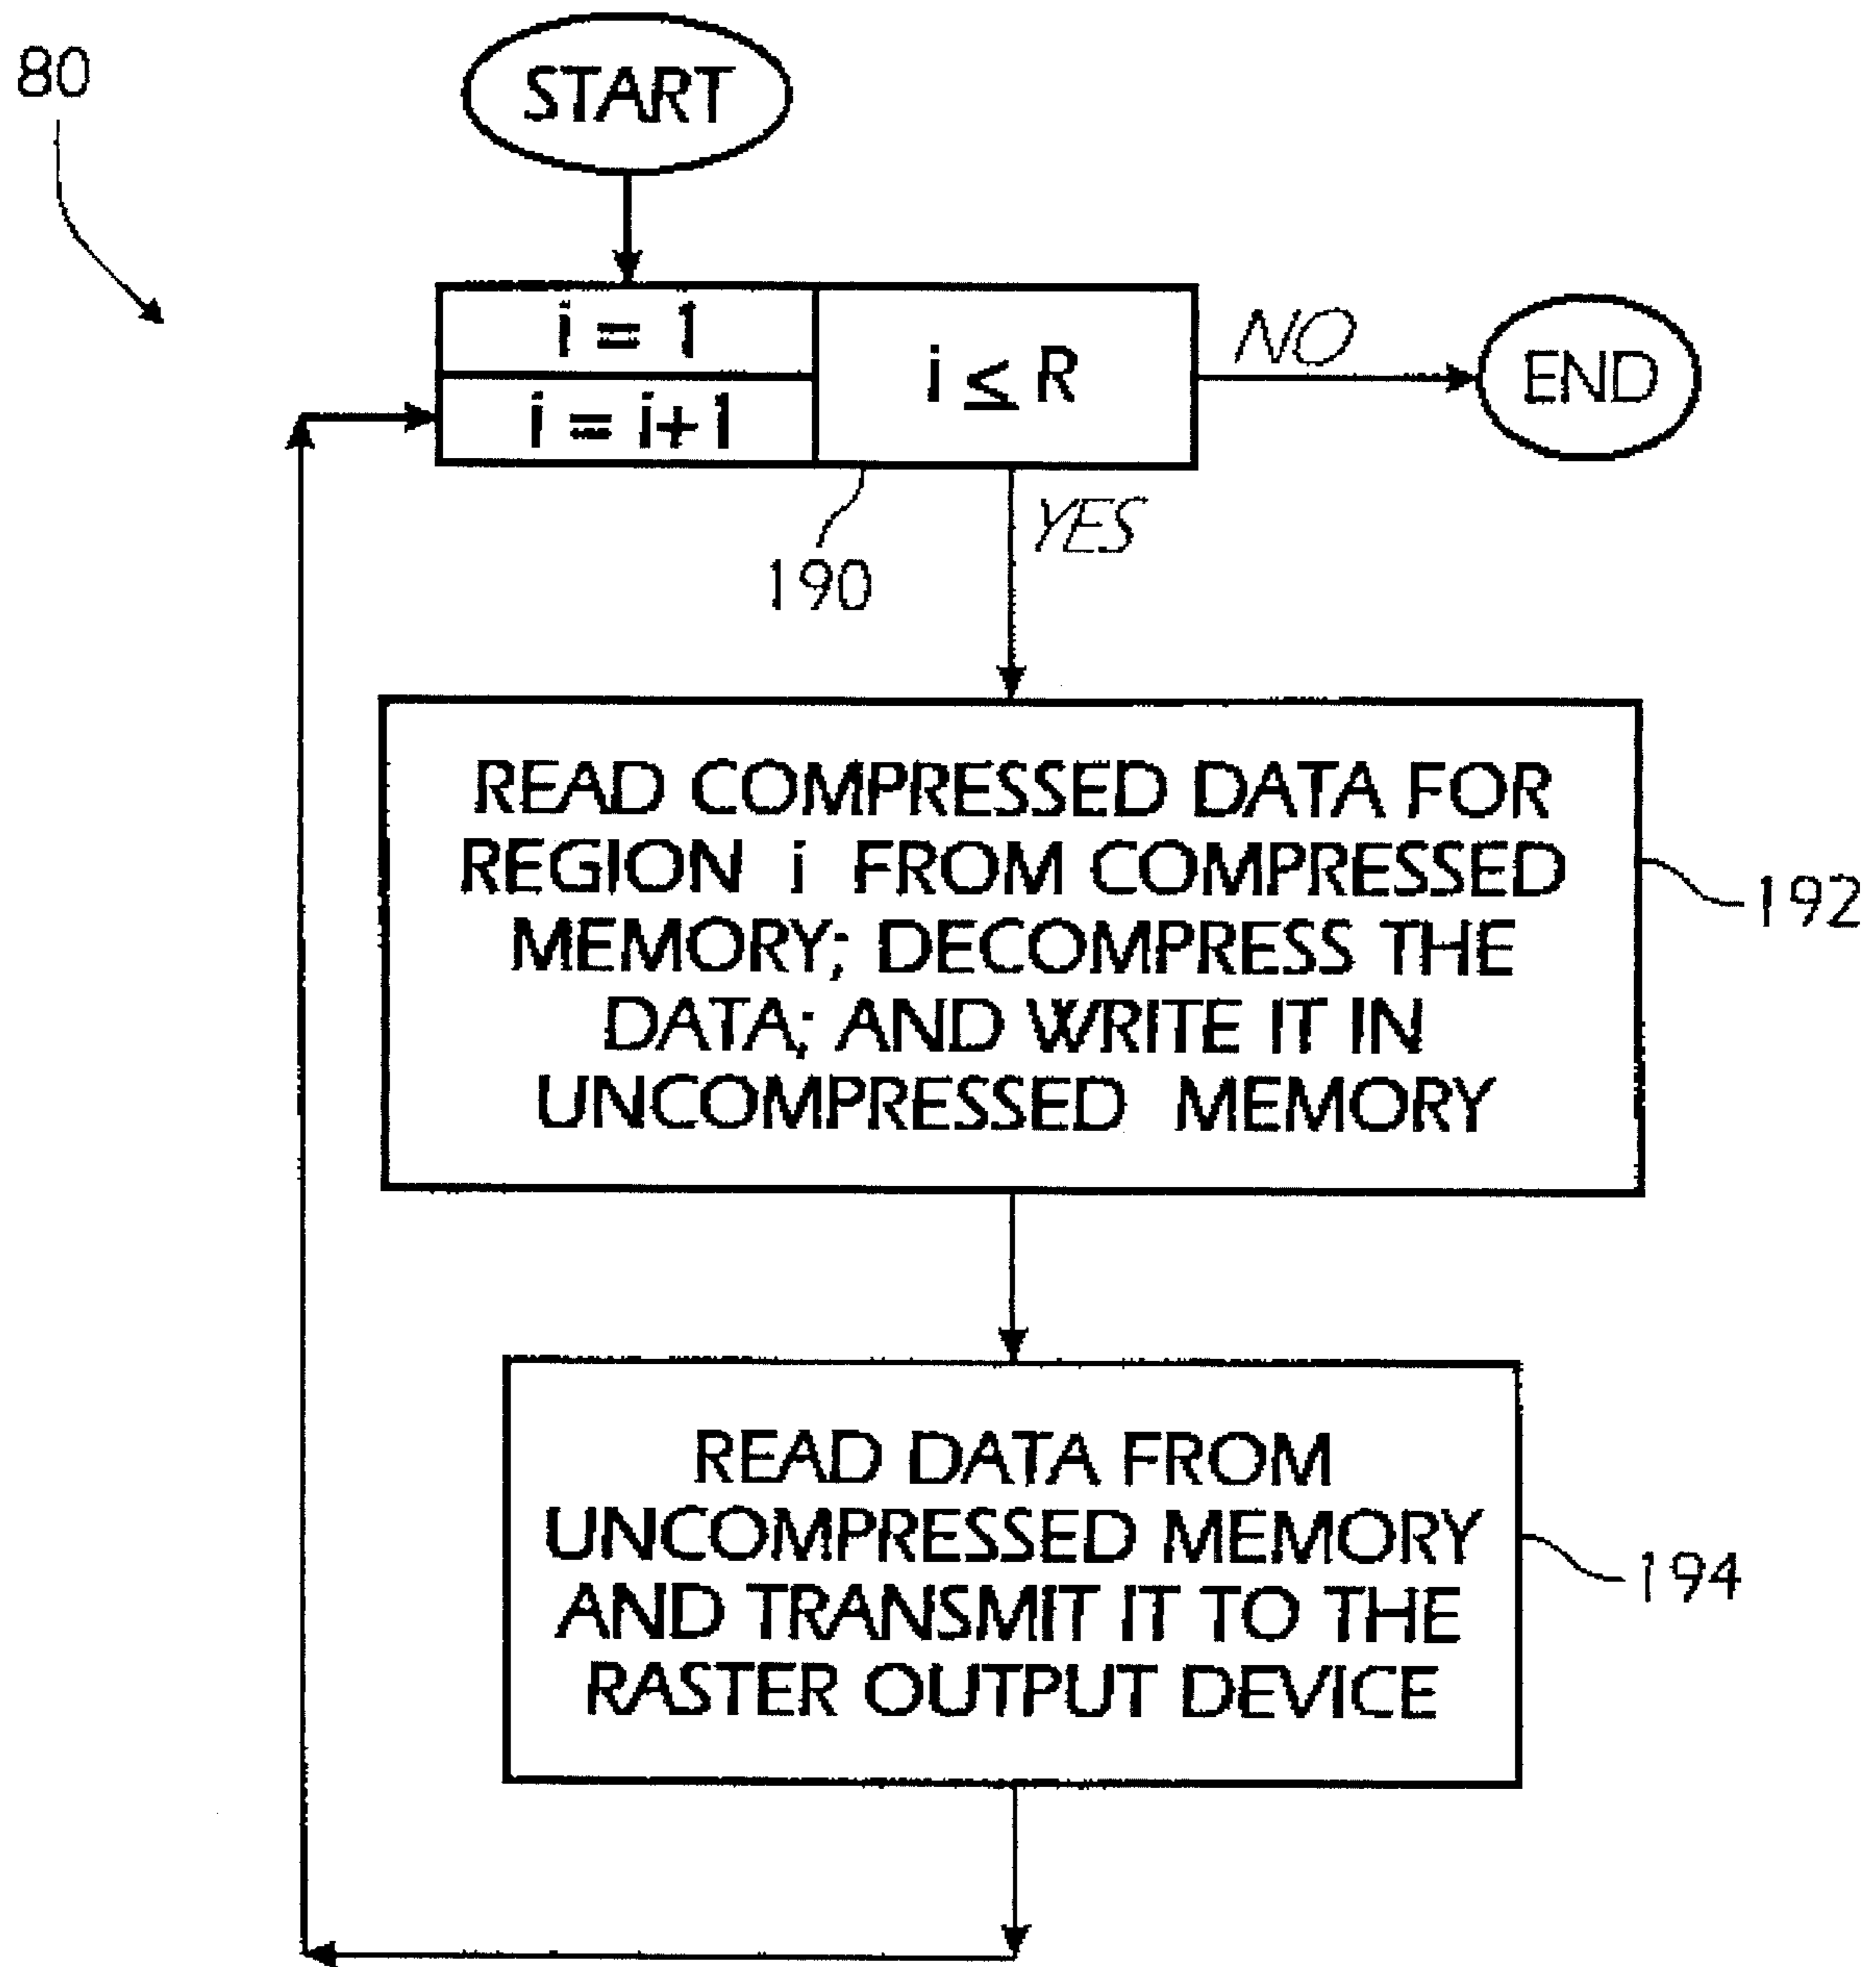 80
START
i = 1
i = i+1
i ≤ R
NO
END
YES
190
READ COMPRESSED DATA FOR
REGION i FROM COMPRESSED
MEMORY; DECOMPRESS THE
DATA; AND WRITE IT IN
UNCOMPRESSED MEMORY
192
READ DATA FROM
UNCOMPRESSED MEMORY
AND TRANSMIT IT TO THE
RASTER OUTPUT DEVICE
194